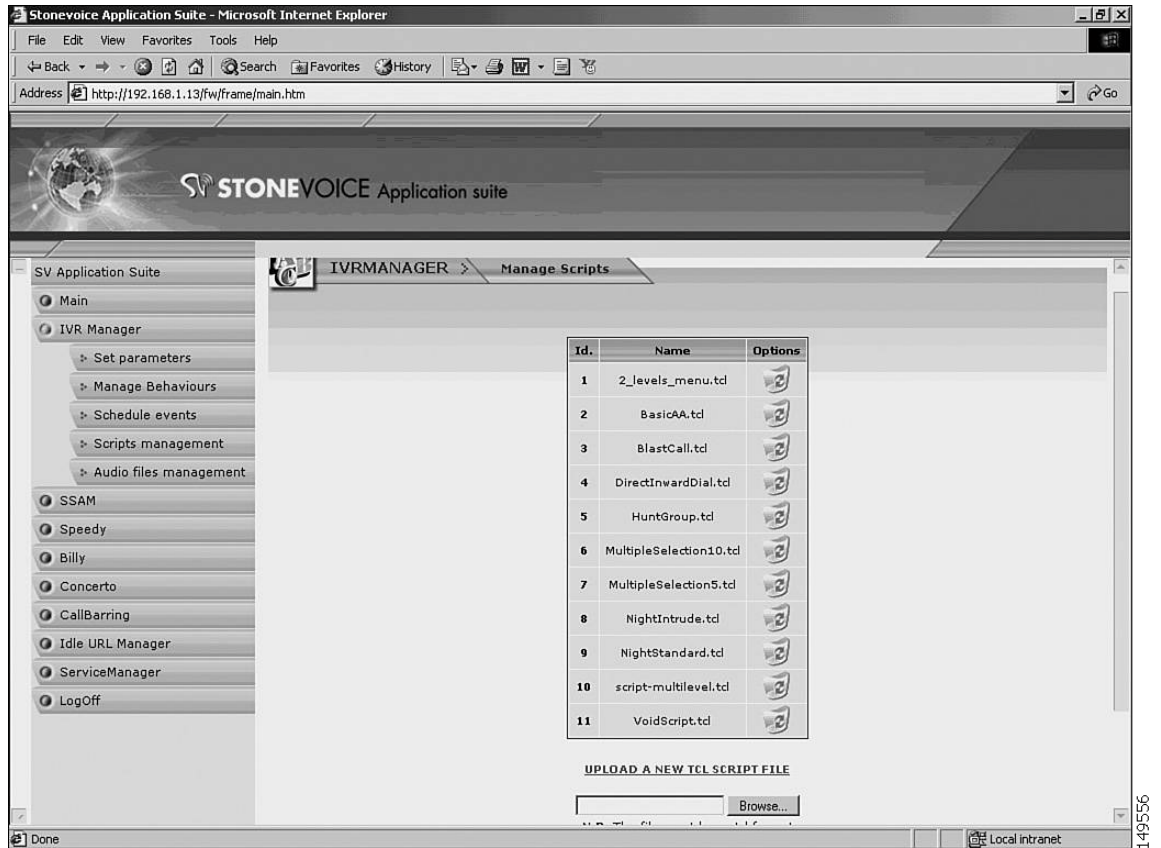 Stonevoice Application Suite - Microsoft Internet Explorer
File Edit View Favorites Tools Help
Back Search Favorites History
Address http://192.168.1.13/fw/frame/main.htm Go
SV STONEVOICE Application suite
SV Application Suite
Main
IVR Manager
Set parameters
Manage Behaviours
Schedule events
Scripts management
Audio files management
SSAM
Speedy
Billy
Concerto
CallBarring
Idle URL Manager
ServiceManager
LogOff
IVRMANAGER > Manage Scripts
Id. Name Options
1 2_levels_menu.tcl
2 BasicAA.tcl
3 BlastCall.tcl
4 DirectInwardDial.tcl
5 HuntGroup.tcl
6 MultipleSelection10.tcl
7 MultipleSelection5.tcl
8 NightIntrude.tcl
9 NightStandard.tcl
10 script-multilevel.tcl
11 VoidScript.tcl
UPLOAD A NEW TCL SCRIPT FILE
Browse...
Done
Local intranet
149556